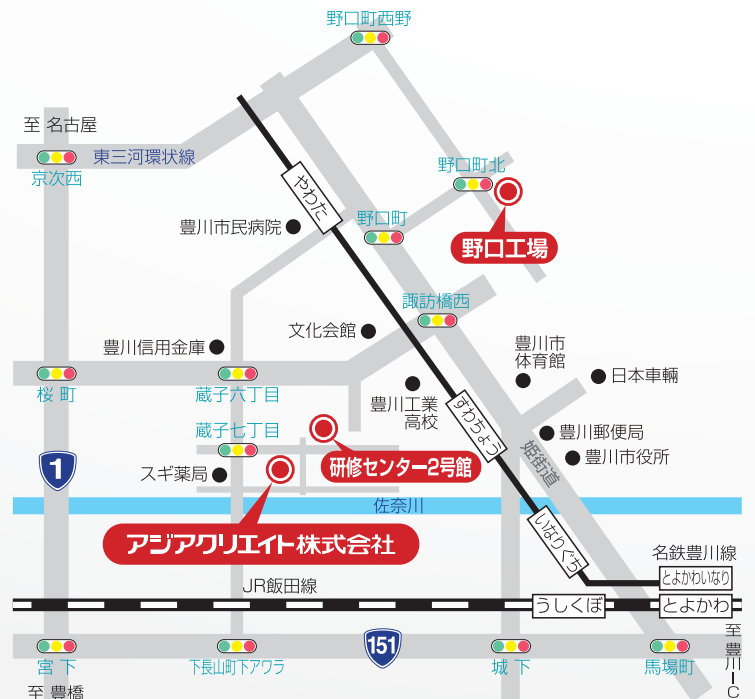 野口町西野
至 名古屋
東三河環状線
京次西
野口町北
やわた
豊川市民病院
野口町
野口工場
諏訪橋西
文化会館
豊川信用金庫
豊川市
体育館
日本車輌
桜 町
蔵子六丁目
豊川工業
高校
すわちょう
蔵子七丁目
豊川郵便局
姫街道
1
スギ薬局
研修センター2号館
豊川市役所
佐奈川
いなりぐち
アジアクリエイト株式会社
名鉄豊川線
とよかわいなり
JR飯田線
うしくぼ
とよかわ
151
宮 下
下長山町下アワラ
城 下
馬場町
至 豊川IC
至 豊橋